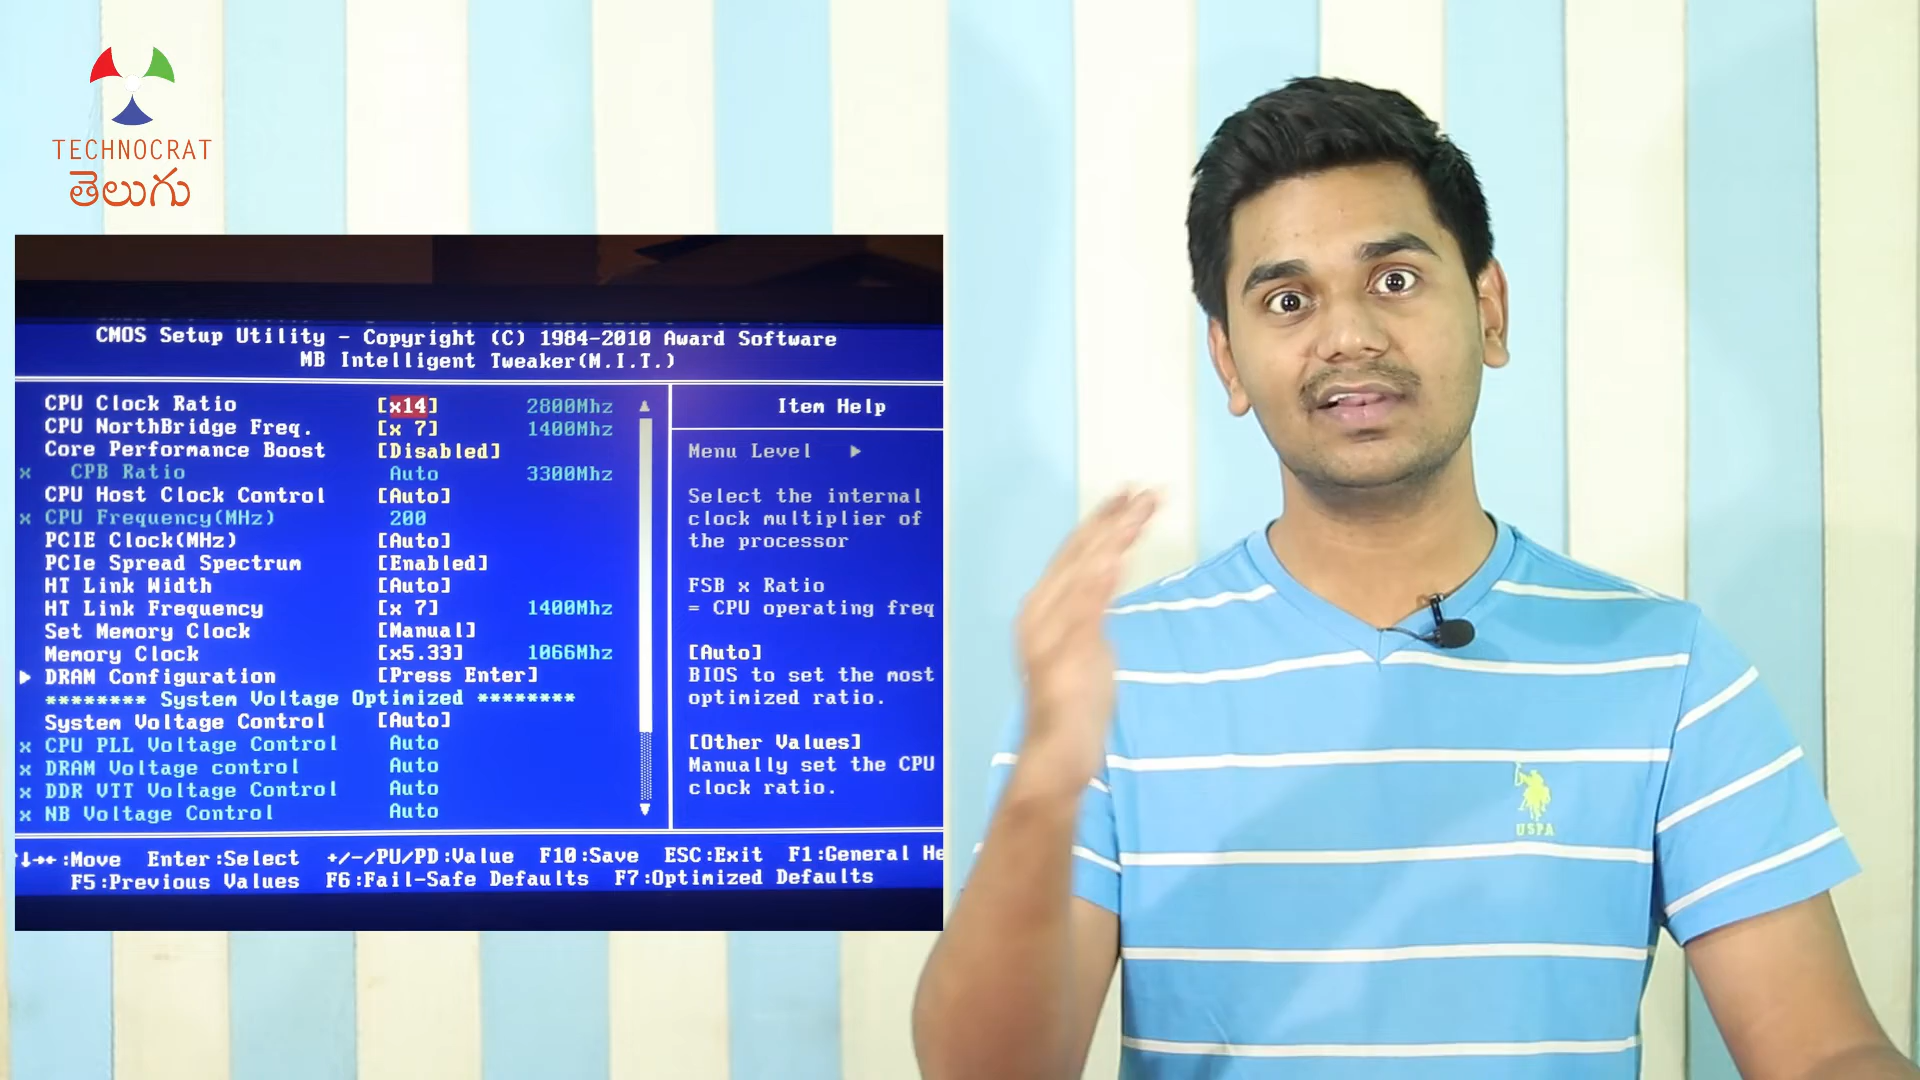 TECHNOCRAT
తెలుగు
CMOS Setup Utility - Copyright (C) 1984-2010 Award Software
MB Intelligent Tweaker(M.I.T.)
CPU Clock Ratio [x14] 2800Mhz
CPU NorthBridge Freq. [x 7] 1400Mhz
Core Performance Boost [Disabled]
x CPB Ratio Auto 3300Mhz
CPU Host Clock Control [Auto]
x CPU Frequency(MHz) 200
PCIE Clock(MHz) [Auto]
PCIe Spread Spectrum [Enabled]
HT Link Width [Auto]
HT Link Frequency [x 7] 1400Mhz
Set Memory Clock [Manual]
Memory Clock [x5.33] 1066Mhz
DRAM Configuration [Press Enter]
******** System Voltage Optimized ********
System Voltage Control [Auto]
x CPU PLL Voltage Control Auto
x DRAM Voltage control Auto
x DDR VTT Voltage Control Auto
x NB Voltage Control Auto
Item Help
Menu Level
Select the internal
clock multiplier of
the processor
FSB x Ratio
= CPU operating freq
[Auto]
BIOS to set the most
optimized ratio.
[Other Values]
Manually set the CPU
clock ratio.
:Move Enter:Select +/-/PU/PD:Value F10:Save ESC:Exit F1:General He
F5:Previous Values F6:Fail-Safe Defaults F7:Optimized Defaults
USPA